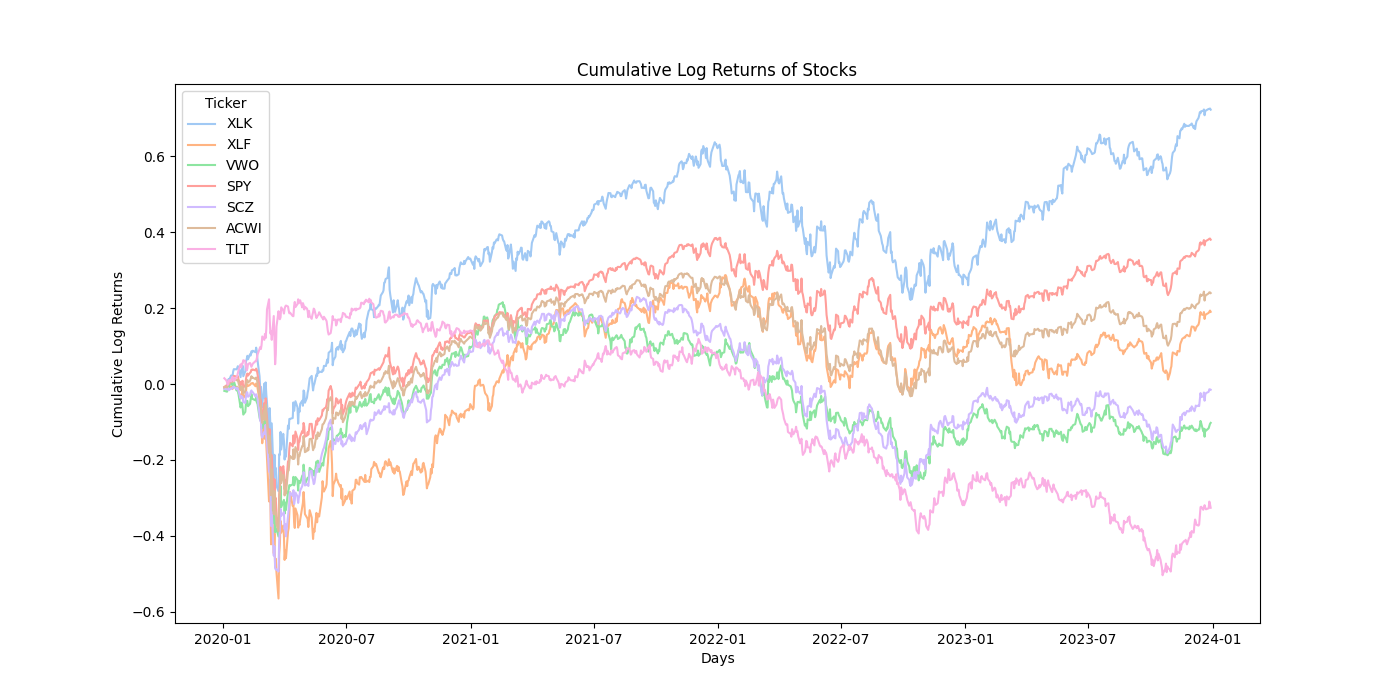 Cumulative Log Returns of Stocks
Ticker
XLK
XLF
VWO
SPY
SCZ
ACWI
TLT
Cumulative Log Returns
0.6
0.4
0.2
0.0
−0.2
−0.4
−0.6
2020-01 2020-07 2021-01 2021-07 2022-01 2022-07 2023-01 2023-07 2024-01
Days